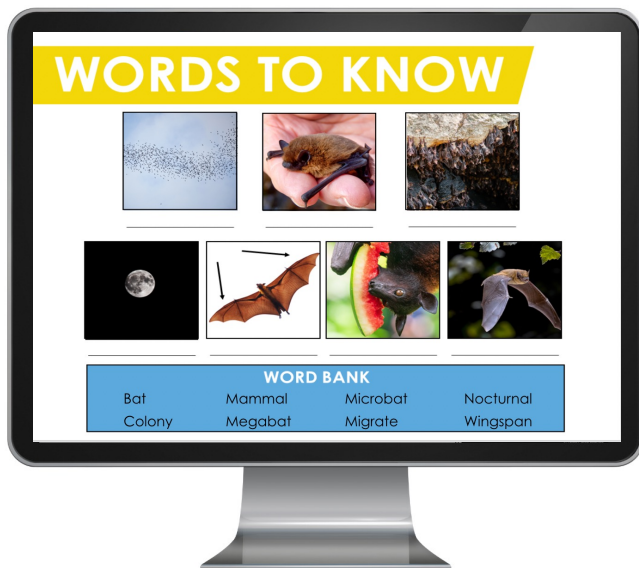 WORDS TO KNOW
WORD BANK
Bat Mammal Microbat Nocturnal
Colony Megabat Migrate Wingspan